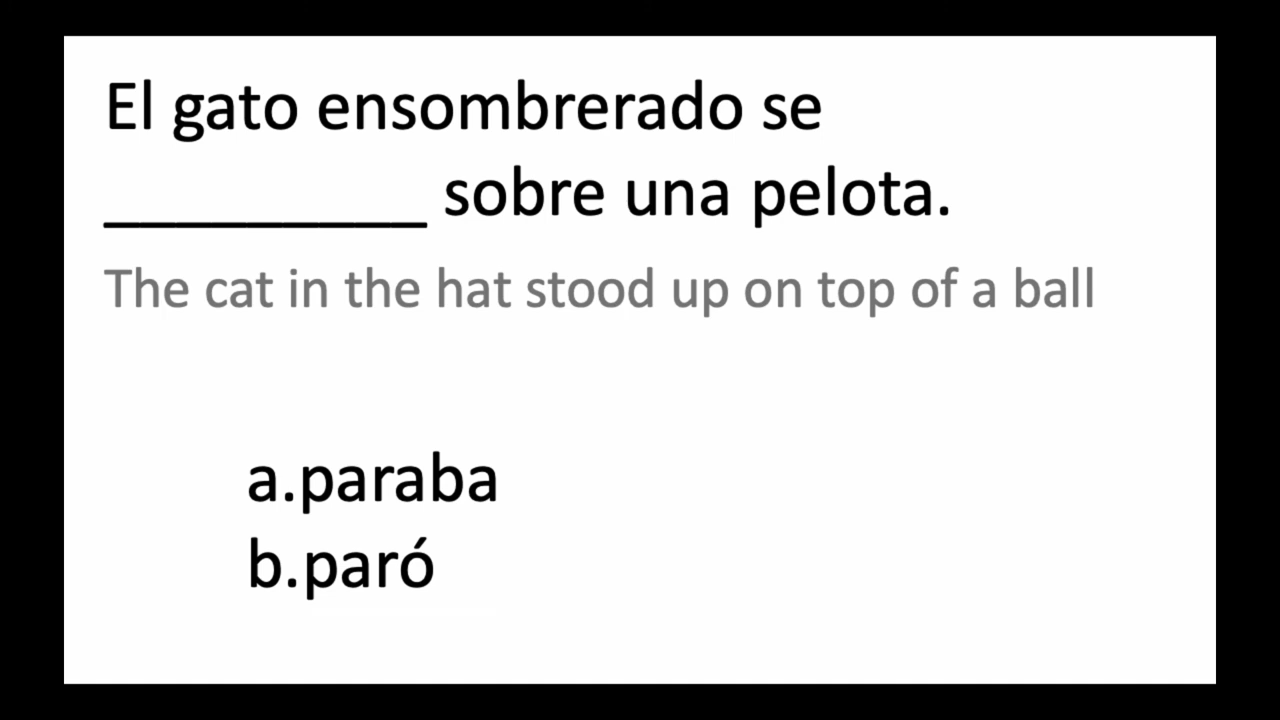 El gato ensombrerado se
_________ sobre una pelota.
The cat in the hat stood up on top of a ball
a.paraba
b.paró